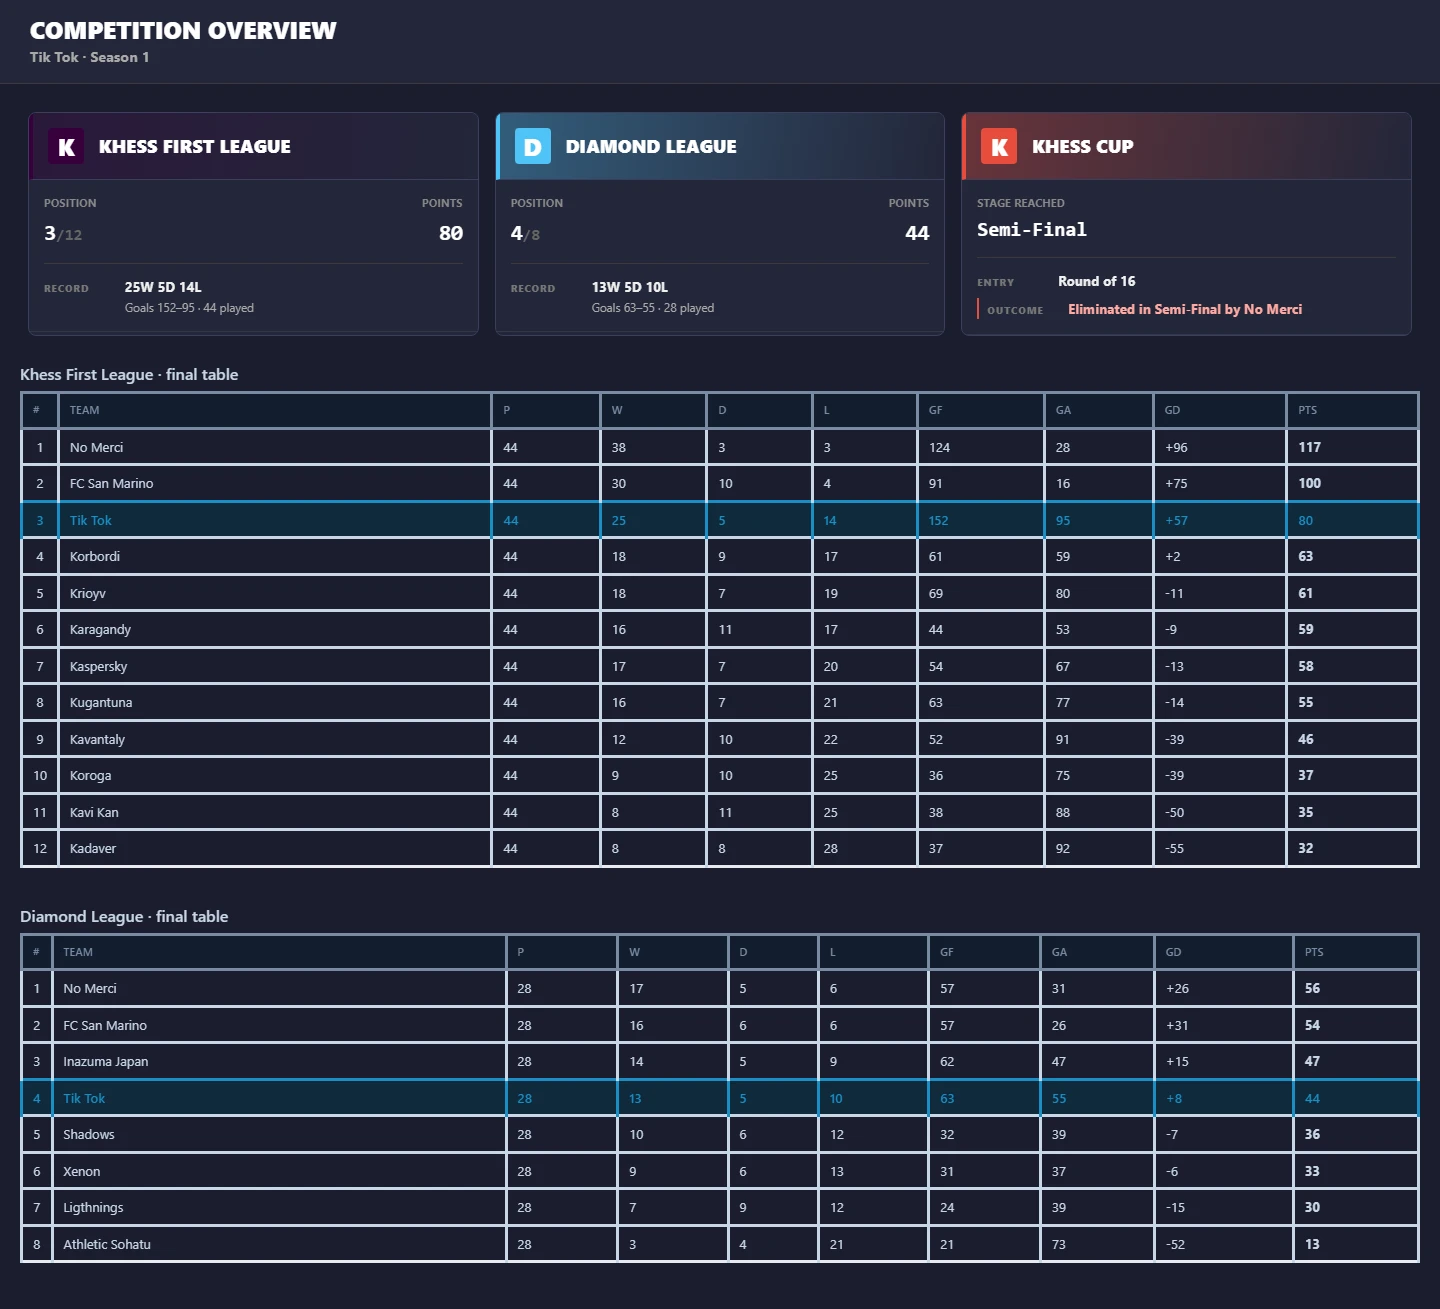 COMPETITION OVERVIEW
Tik Tok · Season 1
K KHESS FIRST LEAGUE
POSITION POINTS
3/12 80
RECORD 25W 5D 14L
Goals 152–95 · 44 played
D DIAMOND LEAGUE
POSITION POINTS
4/8 44
RECORD 13W 5D 10L
Goals 63–55 · 28 played
K KHESS CUP
STAGE REACHED
Semi-Final
ENTRY Round of 16
OUTCOME Eliminated in Semi-Final by No Merci
Khess First League · final table
# TEAM P W D L GF GA GD PTS
1 No Merci 44 38 3 3 124 28 +96 117
2 FC San Marino 44 30 10 4 91 16 +75 100
3 Tik Tok 44 25 5 14 152 95 +57 80
4 Korbordi 44 18 9 17 61 59 +2 63
5 Krioyv 44 18 7 19 69 80 -11 61
6 Karagandy 44 16 11 17 44 53 -9 59
7 Kaspersky 44 17 7 20 54 67 -13 58
8 Kugantuna 44 16 7 21 63 77 -14 55
9 Kavantaly 44 12 10 22 52 91 -39 46
10 Koroga 44 9 10 25 36 75 -39 37
11 Kavi Kan 44 8 11 25 38 88 -50 35
12 Kadaver 44 8 8 28 37 92 -55 32
Diamond League · final table
# TEAM P W D L GF GA GD PTS
1 No Merci 28 17 5 6 57 31 +26 56
2 FC San Marino 28 16 6 6 57 26 +31 54
3 Inazuma Japan 28 14 5 9 62 47 +15 47
4 Tik Tok 28 13 5 10 63 55 +8 44
5 Shadows 28 10 6 12 32 39 -7 36
6 Xenon 28 9 6 13 31 37 -6 33
7 Ligthnings 28 7 9 12 24 39 -15 30
8 Athletic Sohatu 28 3 4 21 21 73 -52 13